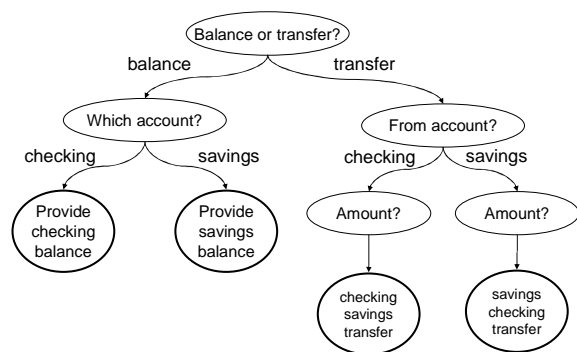 Balance or transfer?
balance
transfer
Which account?
From account?
checking
savings
checking
savings
Provide
checking
balance
Provide
savings
balance
Amount?
Amount?
checking
savings
transfer
savings
checking
transfer